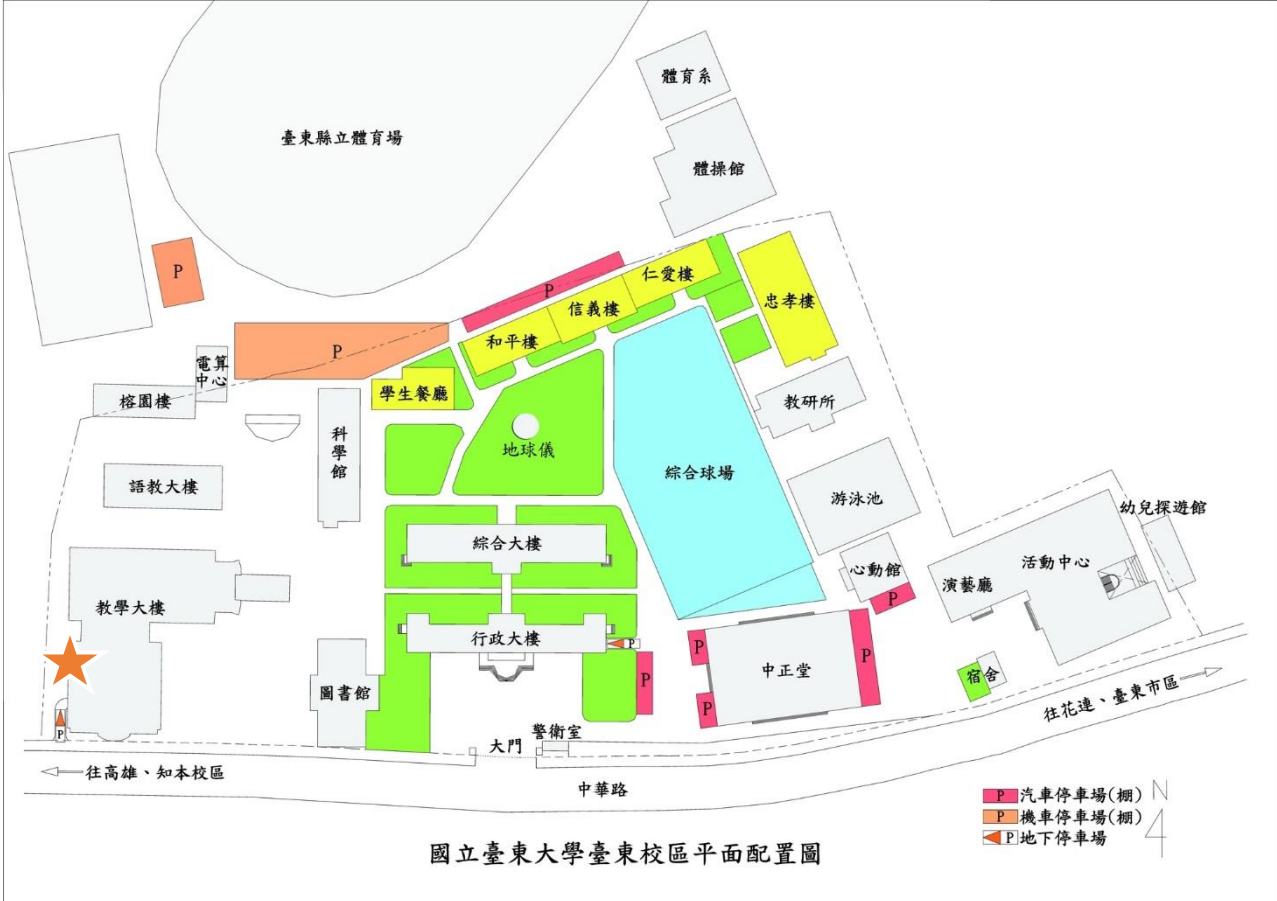 體育系
臺東縣立體育場
體操館
P
仁愛樓
P
信義樓
忠孝樓
和平樓
P
電算
中心
學生餐廳
榕園樓
教研所
科
學
館
地球儀
綜合球場
語教大樓
游泳池
幼兒探遊館
綜合大樓
心動館
活動中心
演藝廳
P
教學大樓
行政大樓
P
P
P
中正堂
宿舍
圖書館
P
P
往花蓮、臺東市區
P
警衛室
大門
往高雄、知本校區
中華路
P 汽車停車場(棚)
N
P 機車停車場(棚)
P 地下停車場
國立臺東大學臺東校區平面配置圖